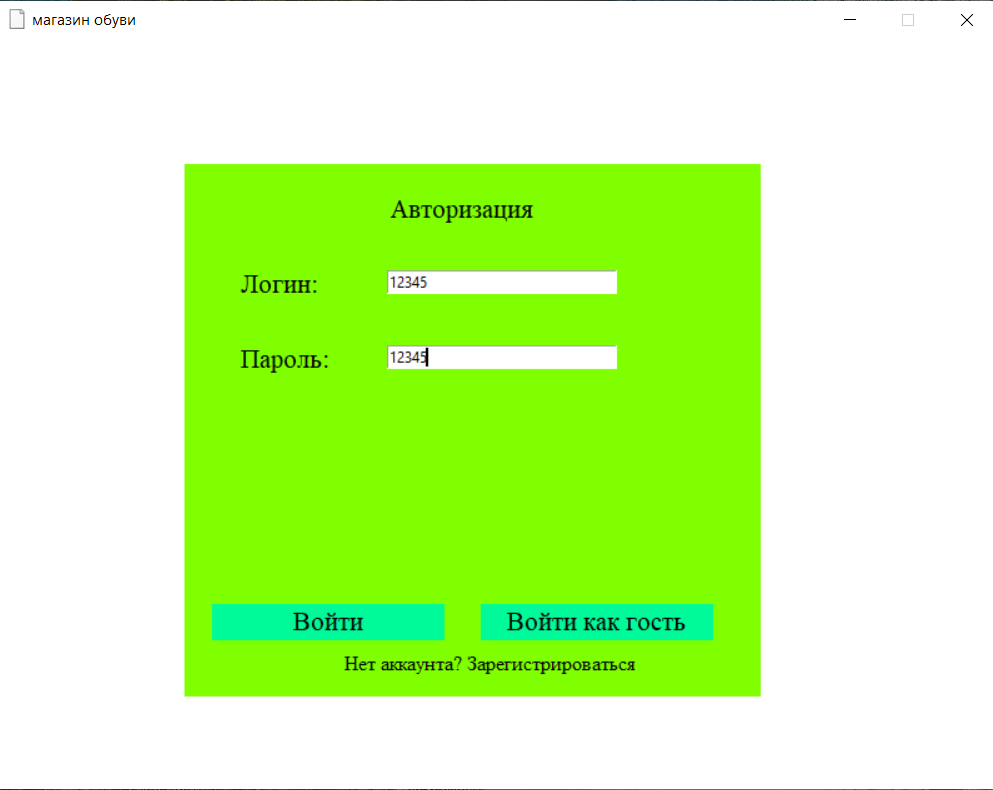 магазин обуви
Авторизация
Логин: 12345
Пароль: 12345
Войти Войти как гость
Нет аккаунта? Зарегистрироваться